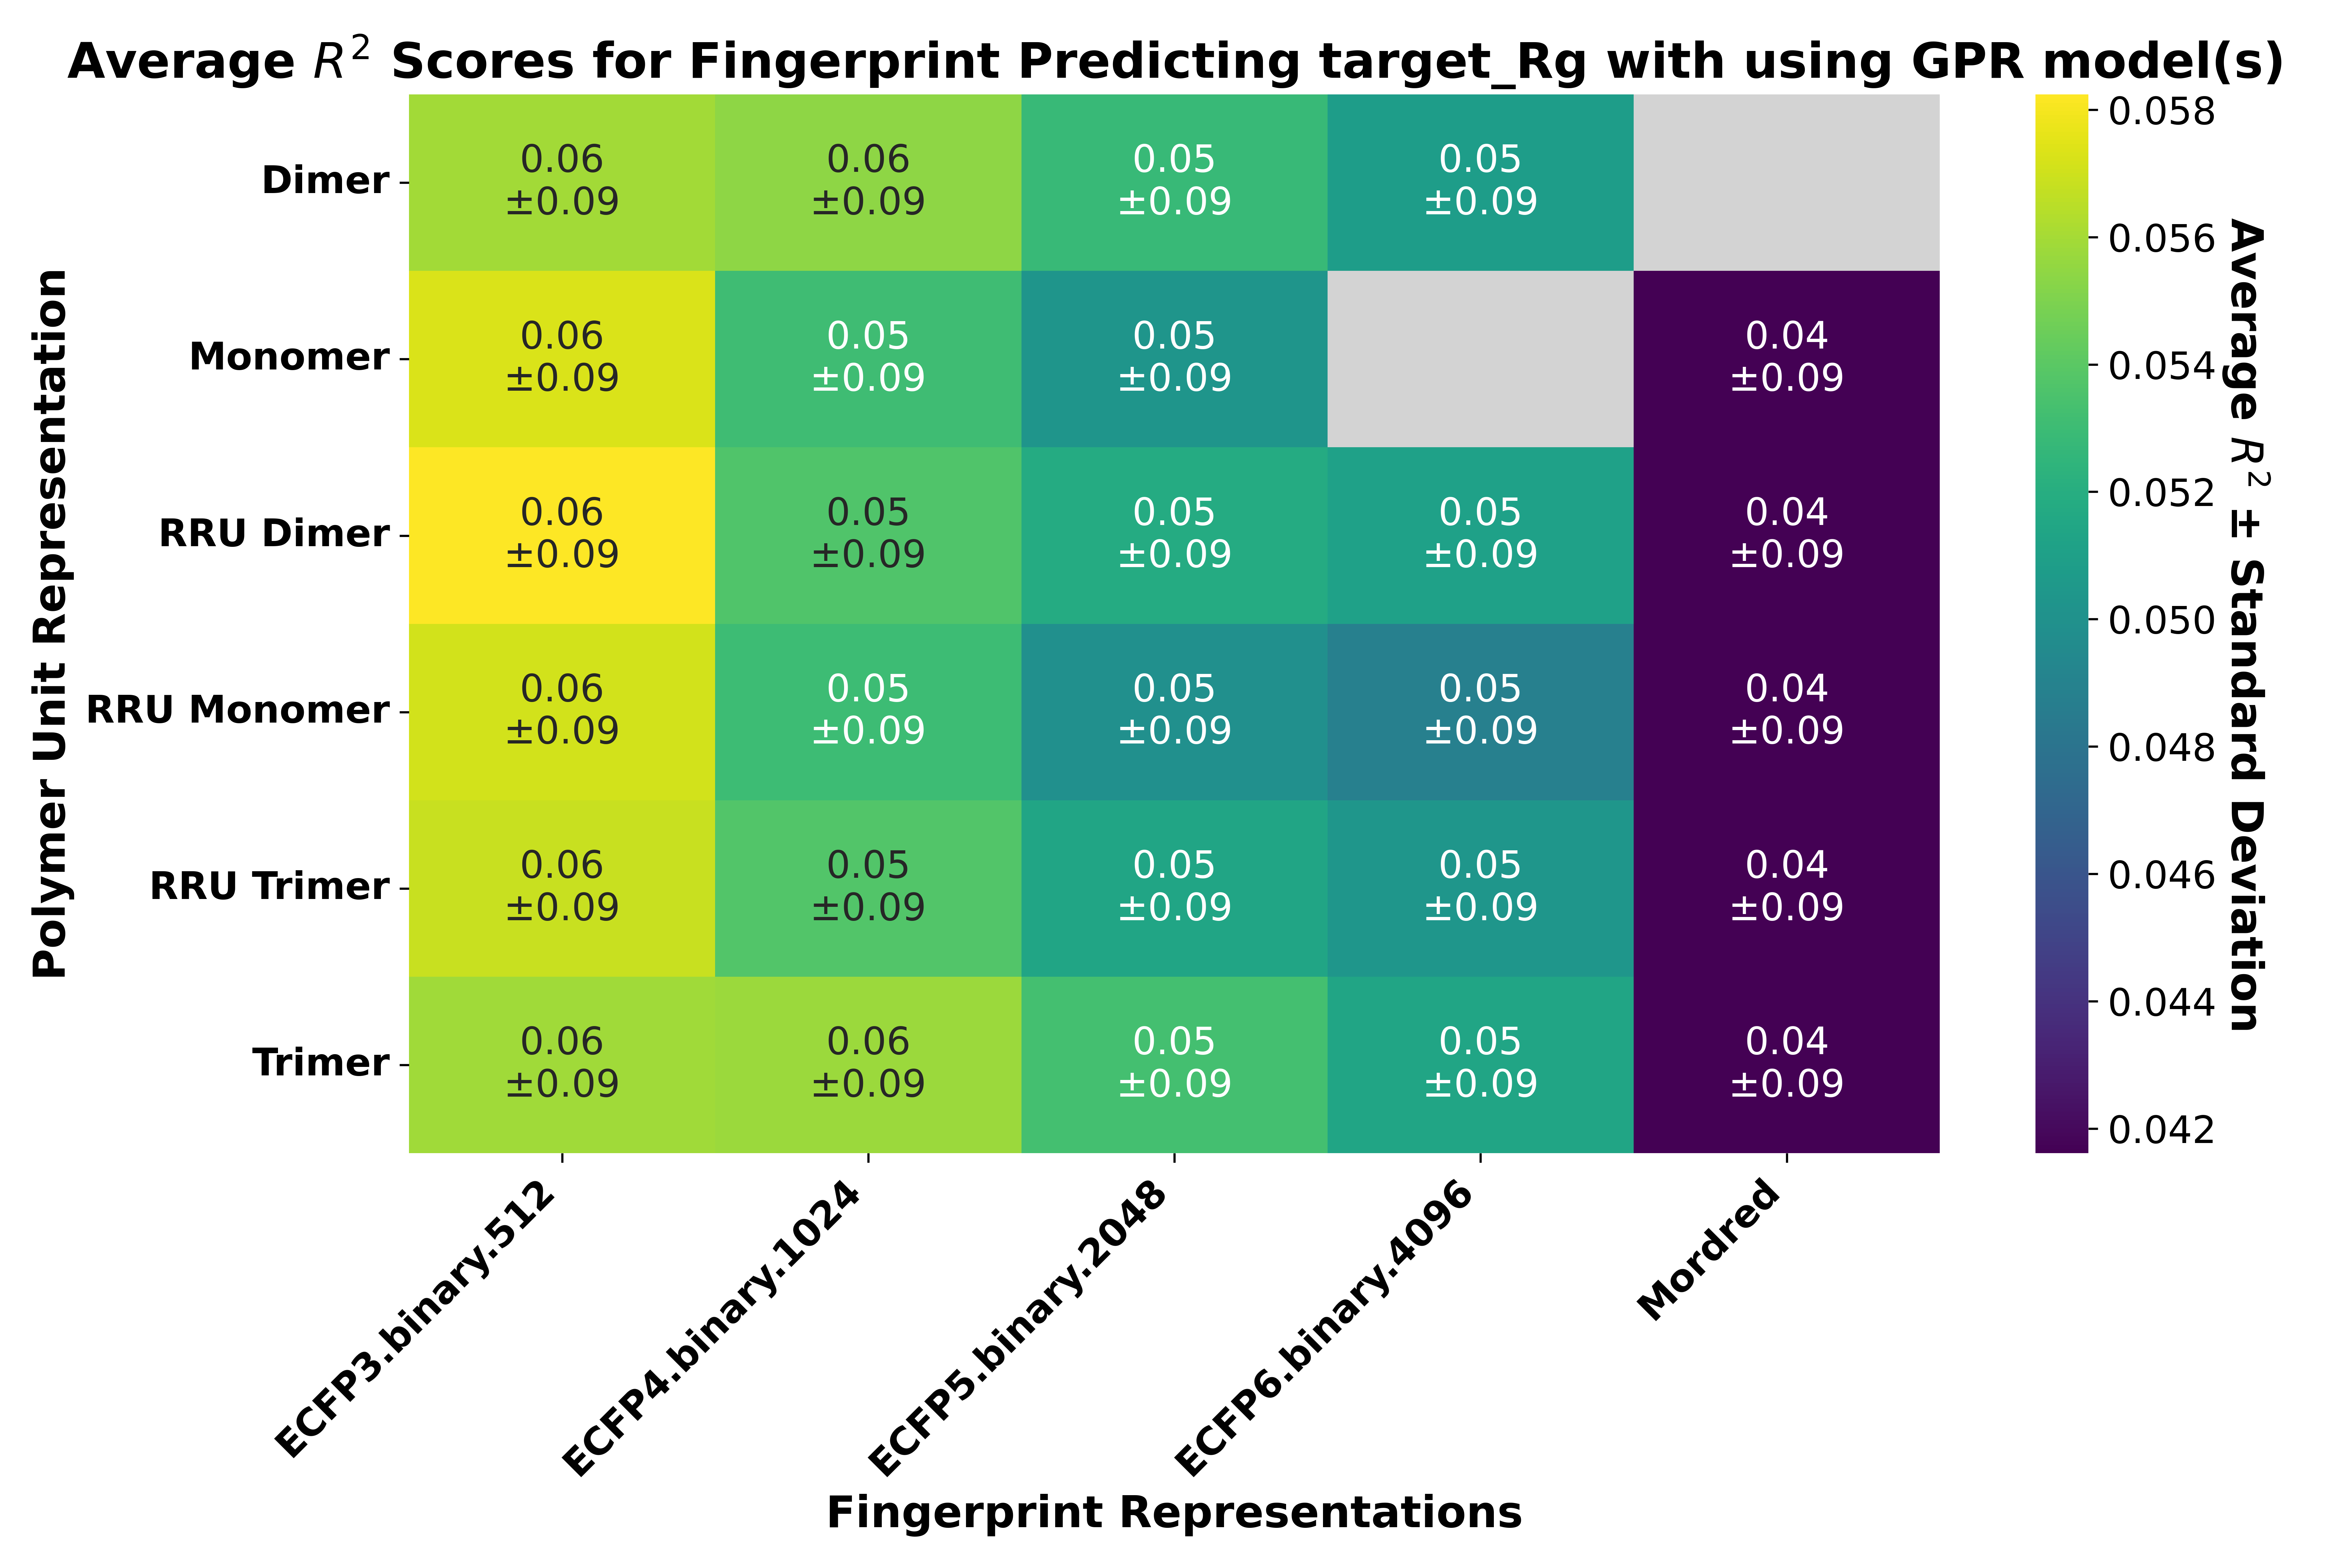 Average R² Scores for Fingerprint Predicting target_Rg with using GPR model(s)
Polymer Unit Representation
Dimer
0.06 0.06 0.05 0.05
±0.09 ±0.09 ±0.09 ±0.09
Monomer
0.06 0.05 0.05 0.04
±0.09 ±0.09 ±0.09 ±0.09
RRU Dimer
0.06 0.05 0.05 0.05 0.04
±0.09 ±0.09 ±0.09 ±0.09 ±0.09
RRU Monomer
0.06 0.05 0.05 0.05 0.04
±0.09 ±0.09 ±0.09 ±0.09 ±0.09
RRU Trimer
0.06 0.05 0.05 0.05 0.04
±0.09 ±0.09 ±0.09 ±0.09 ±0.09
Trimer
0.06 0.06 0.05 0.05 0.04
±0.09 ±0.09 ±0.09 ±0.09 ±0.09
ECFP3.binary.512
ECFP4.binary.1024
ECFP5.binary.2048
ECFP6.binary.4096
Mordred
Fingerprint Representations
0.058
0.056
0.054
0.052
0.050
0.048
0.046
0.044
0.042
Average R² ± Standard Deviation